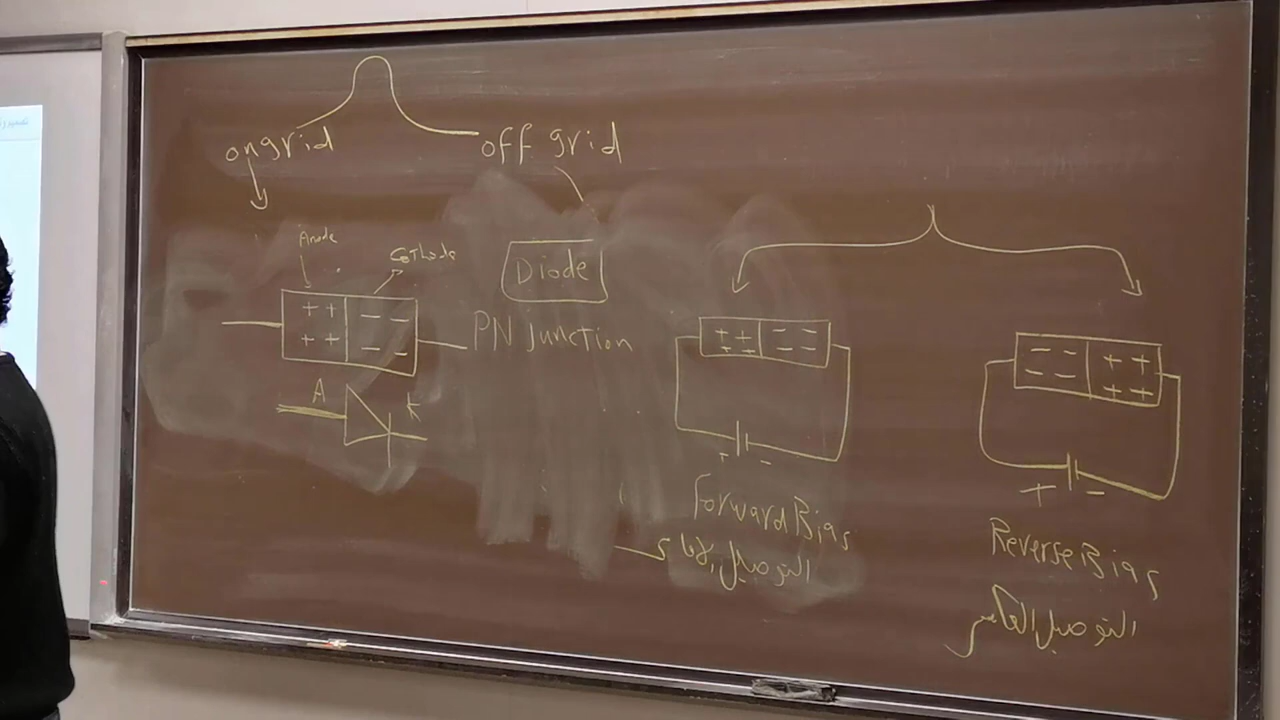 ongrid
off grid
Anode
Cathode
Diode
PN Junction
+ + - -
+ + - -
A K
+ + - -
+ + - -
+ -
Forward Bias
التوصيل الأمامي
- - + +
- - + +
+ -
Reverse Bias
التوصيل العكسي